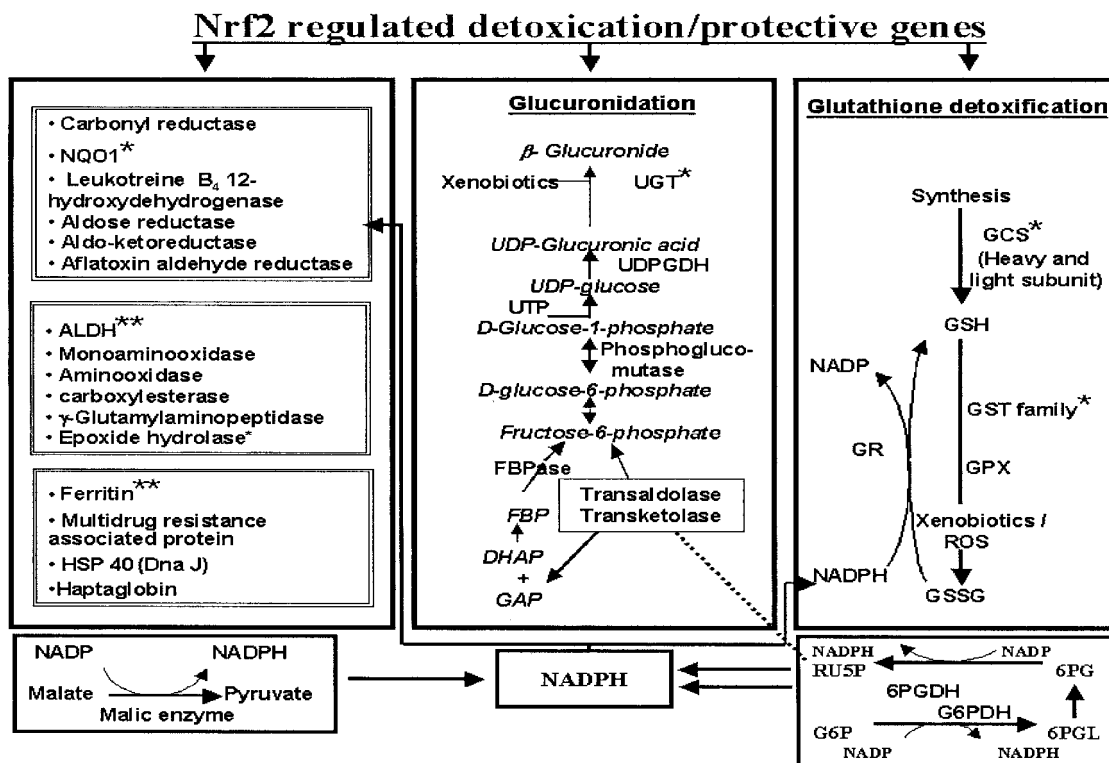 Nrf2 regulated detoxication/protective genes
• Carbonyl reductase
• NQO1*
• Leukotreine B4 12-
hydroxydehydrogenase
• Aldose reductase
• Aldo-ketoreductase
• Aflatoxin aldehyde reductase
• ALDH**
• Monoaminooxidase
• Aminooxidase
• carboxylesterase
• γ-Glutamylaminopeptidase
• Epoxide hydrolase*
• Ferritin**
• Multidrug resistance
associated protein
• HSP 40 (Dna J)
•Haptaglobin
Glucuronidation
β- Glucuronide
Xenobiotics
UGT*
UDP-Glucuronic acid
UDPGDH
UDP-glucose
UTP
D-Glucose-1-phosphate
Phosphogluco-
mutase
D-glucose-6-phosphate
Fructose-6-phosphate
FBPase
Transaldolase
Transketolase
FBP
DHAP
+
GAP
Glutathione detoxification
Synthesis
GCS*
(Heavy and
light subunit)
GSH
NADP
GST family*
GR
GPX
Xenobiotics /
ROS
NADPH
GSSG
NADP
NADPH
Malate
Pyruvate
Malic enzyme
NADPH
NADPH
NADP
RU5P
6PG
6PGDH
G6PDH
G6P
6PGL
NADP
NADPH